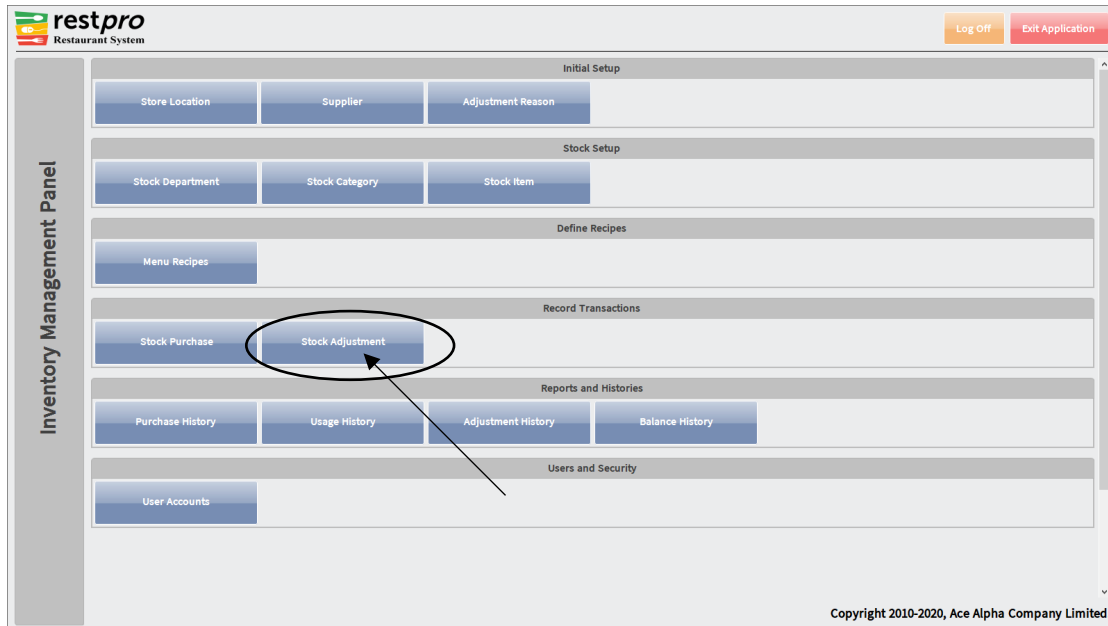 restpro
Restaurant System
Log Off Exit Application
Inventory Management Panel
Initial Setup
Store Location Supplier Adjustment Reason
Stock Setup
Stock Department Stock Category Stock Item
Define Recipes
Menu Recipes
Record Transactions
Stock Purchase Stock Adjustment
Reports and Histories
Purchase History Usage History Adjustment History Balance History
Users and Security
User Accounts
Copyright 2010-2020, Ace Alpha Company Limited